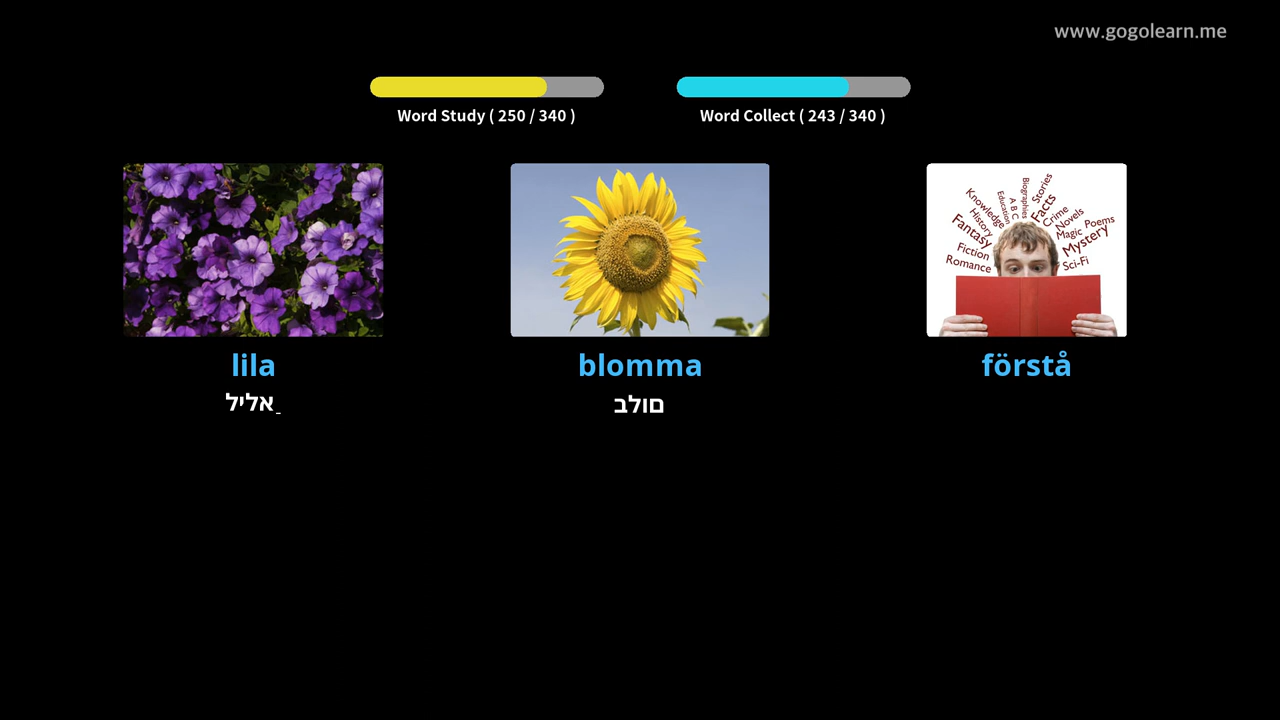 www.gogolearn.me
Word Study ( 250 / 340 )
Word Collect ( 243 / 340 )
Knowledge
History
Fantasy
Fiction
Romance
Education
A B C
Biographies
Stories
Facts
Crime
Novels
Magic
Poems
Mystery
Sci-Fi
lila
ַאליל
blomma
םולב
förstå